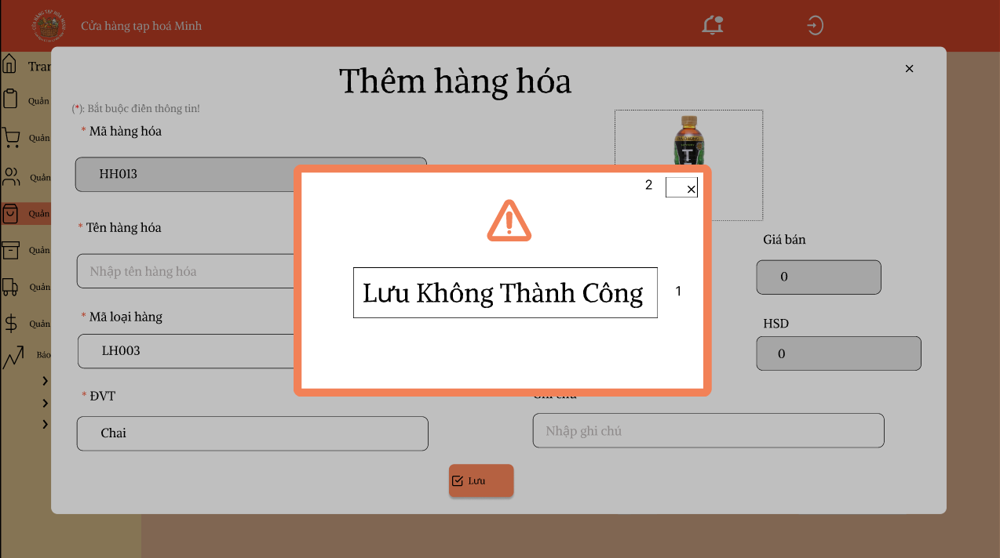 Cửa hàng tạp hoá Minh
Tran
Quản
Quản
Quản
Quản
Quản
Quản
Quản
Báo
Thêm hàng hóa
(*): Bắt buộc điền thông tin!
* Mã hàng hóa
HH013
* Tên hàng hóa
Nhập tên hàng hóa
Giá bán
0
* Mã loại hàng
LH003
HSD
0
* ĐVT
Chai
Ghi chú
Nhập ghi chú
Lưu
2
Lưu Không Thành Công
1